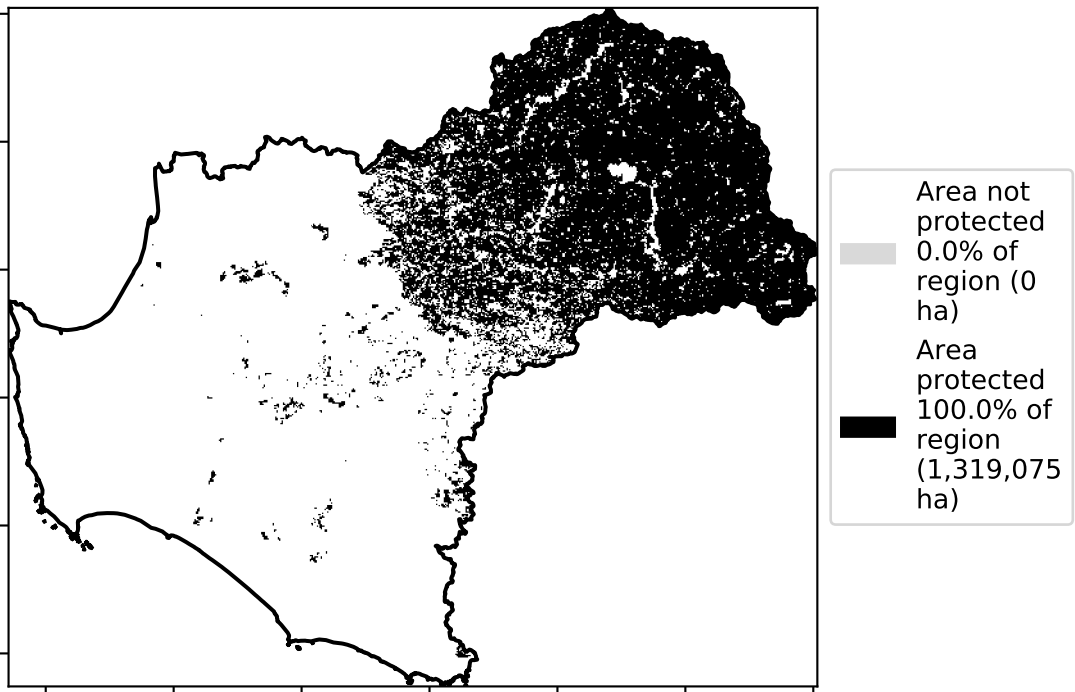 Area not
protected
0.0% of
region (0
ha)
Area
protected
100.0% of
region
(1,319,075
ha)